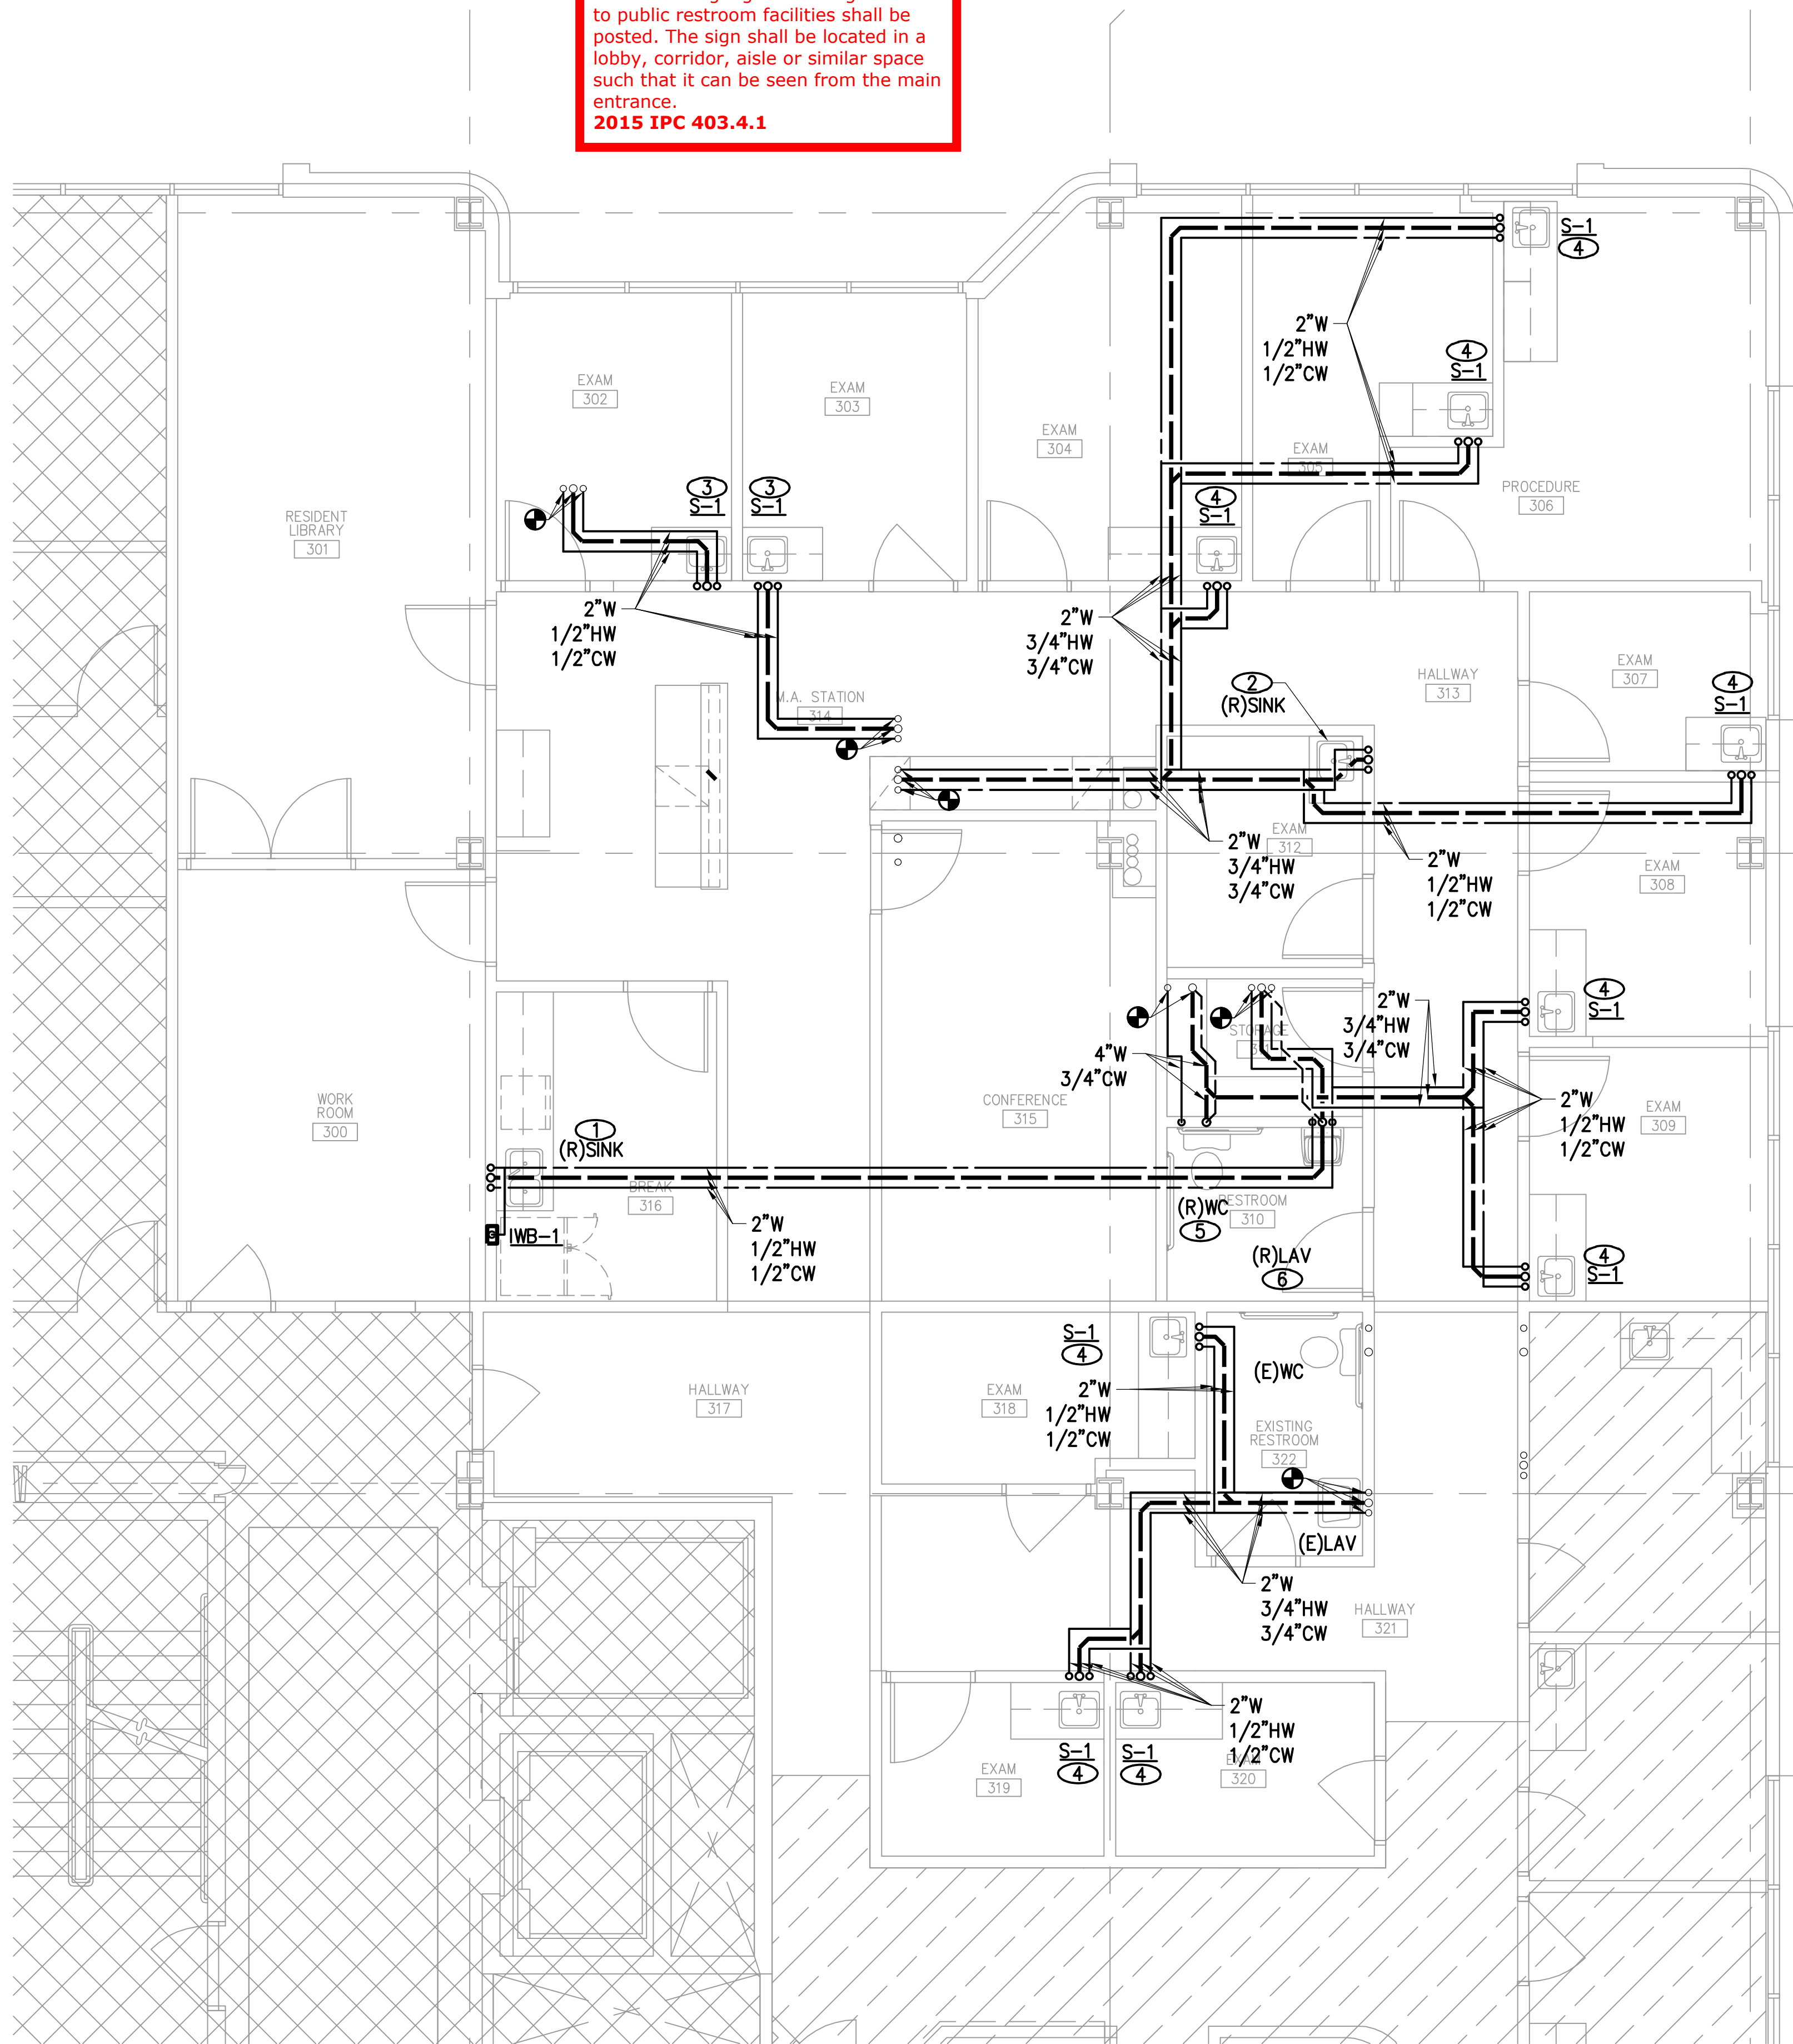 to public restroom facilities shall be
posted. The sign shall be located in a
lobby, corridor, aisle or similar space
such that it can be seen from the main
entrance.
2015 IPC 403.4.1
S-1
4
2"W
1/2"HW
1/2"CW
4
S-1
EXAM
302
EXAM
303
EXAM
304
EXAM
305
PROCEDURE
306
RESIDENT
LIBRARY
301
3
S-1
3
S-1
4
S-1
2"W
1/2"HW
1/2"CW
2"W
3/4"HW
3/4"CW
M.A. STATION
314
2
(R)SINK
HALLWAY
313
EXAM
307
4
S-1
EXAM
312
2"W
3/4"HW
3/4"CW
2"W
1/2"HW
1/2"CW
EXAM
308
4
S-1
STORAGE
2"W
3/4"HW
3/4"CW
4"W
3/4"CW
WORK
ROOM
300
CONFERENCE
315
2"W
1/2"HW
1/2"CW
EXAM
309
1
(R)SINK
BREAK
316
IWB-1
2"W
1/2"HW
1/2"CW
(R)WC
5
RESTROOM
310
(R)LAV
6
4
S-1
S-1
4
2"W
1/2"HW
1/2"CW
(E)WC
HALLWAY
317
EXAM
318
EXISTING
RESTROOM
322
(E)LAV
2"W
3/4"HW
3/4"CW
HALLWAY
321
2"W
1/2"HW
1/2"CW
S-1
4
S-1
4
EXAM
319
EXAM
320